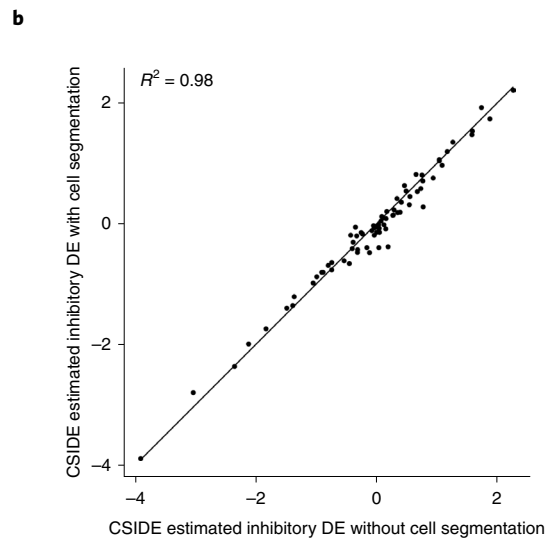 b
R² = 0.98
CSIDE estimated inhibitory DE with cell segmentation
2
0
−2
−4
−4 −2 0 2
CSIDE estimated inhibitory DE without cell segmentation